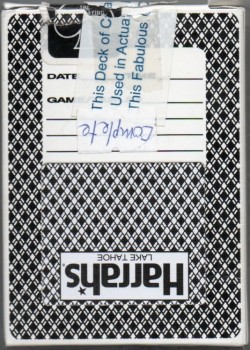 This Deck of C
Used in Actua
This Fabulous
DATE
GAM
Complete
Harrah's
LAKE TAHOE